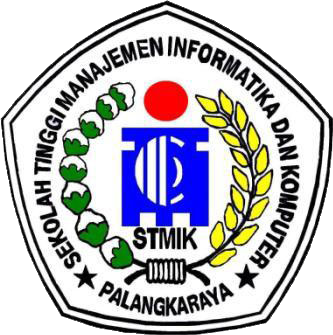 SEKOLAH TINGGI MANAJEMEN INFORMATIKA DAN KOMPUTER
STMIK
PALANGKARAYA